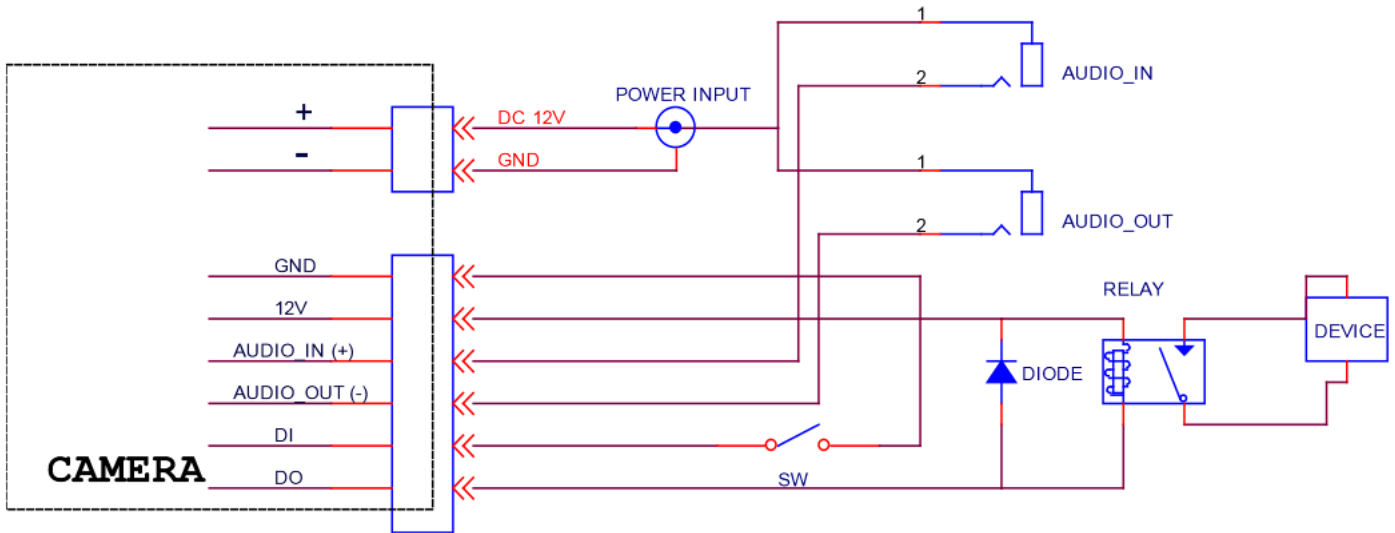 1
AUDIO_IN
2
POWER INPUT
+
DC 12V
-
GND
1
AUDIO_OUT
2
GND
12V
RELAY
AUDIO_IN (+)
DEVICE
AUDIO_OUT (-)
DIODE
DI
CAMERA
DO
SW